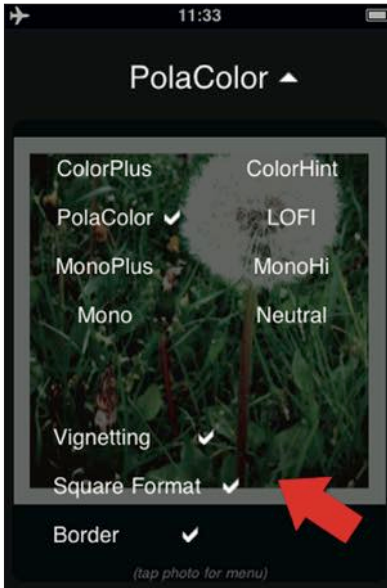 11:33
PolaColor
ColorPlus ColorHint
PolaColor LOFI
MonoPlus MonoHi
Mono Neutral
Vignetting
Square Format
Border
(tap photo for menu)